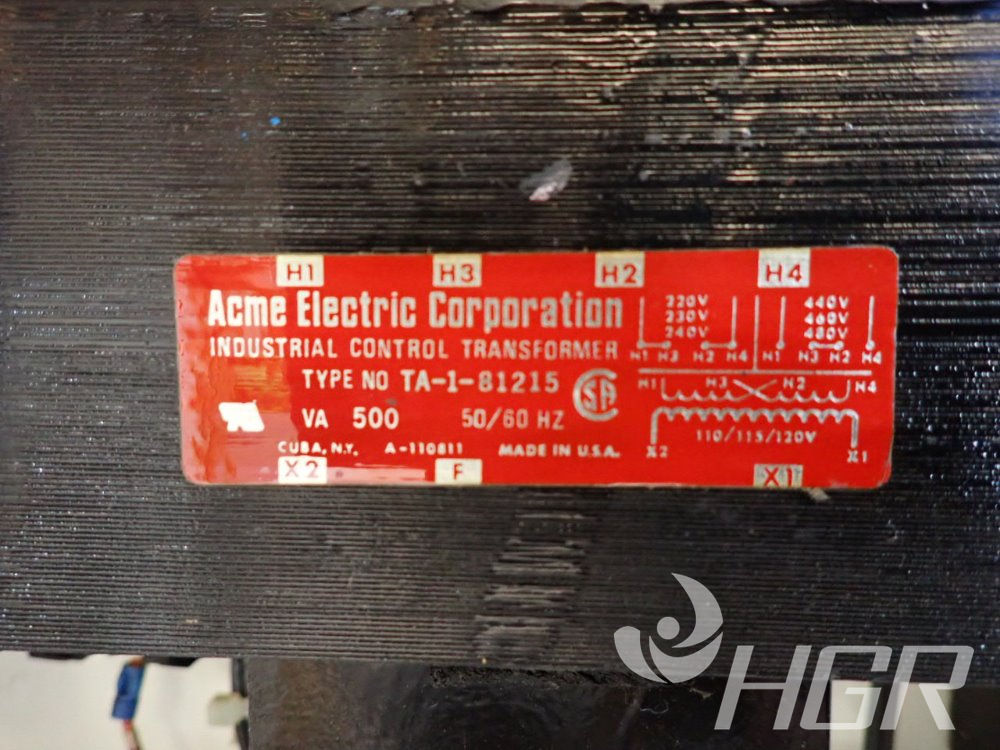 H1 H3 H2 H4
Acme Electric Corporation
INDUSTRIAL CONTROL TRANSFORMER
TYPE NO TA-1-81215
VA 500 50/60 HZ
CUBA, N.Y. A-110811 MADE IN U.S.A.
X2 F X1
220V 440V
230V 460V
240V 480V
H1 H3 H2 H4 H1 H3 H2 H4
H1 H3 H2 H4
110/115/120V
X2 X1
HGR